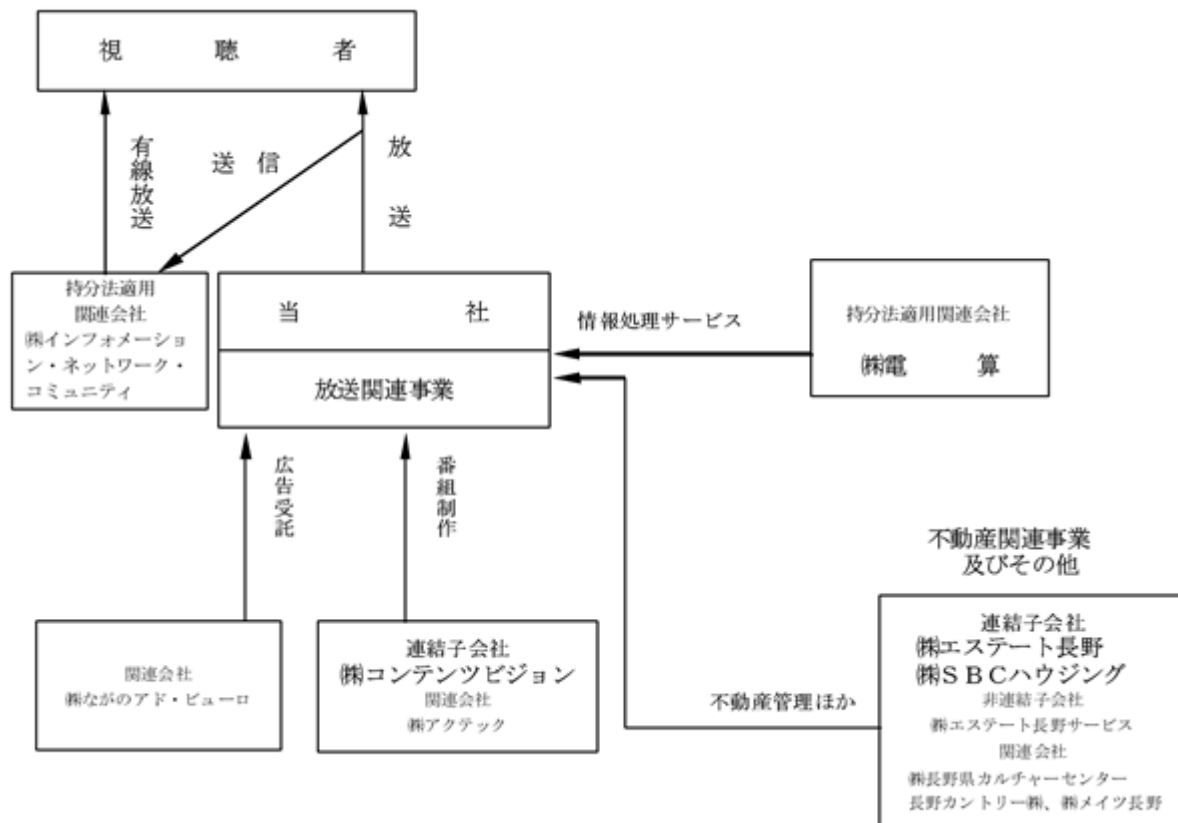 視聴者
有線放送
送信
放送
持分法適用
関連会社
㈱インフォメーショ
ン・ネットワーク・
コミュニティ
当社
放送関連事業
情報処理サービス
持分法適用関連会社
㈱電算
広告受託
番組制作
不動産関連事業
及びその他
関連会社
㈱ながのアド・ビューロ
連結子会社
㈱コンテンツビジョン
関連会社
㈱アクテック
不動産管理ほか
連結子会社
㈱エステート長野
㈱ＳＢＣハウジング
非連結子会社
㈱エステート長野サービス
関連会社
㈱長野県カルチャーセンター
長野カントリー㈱、㈱メイツ長野